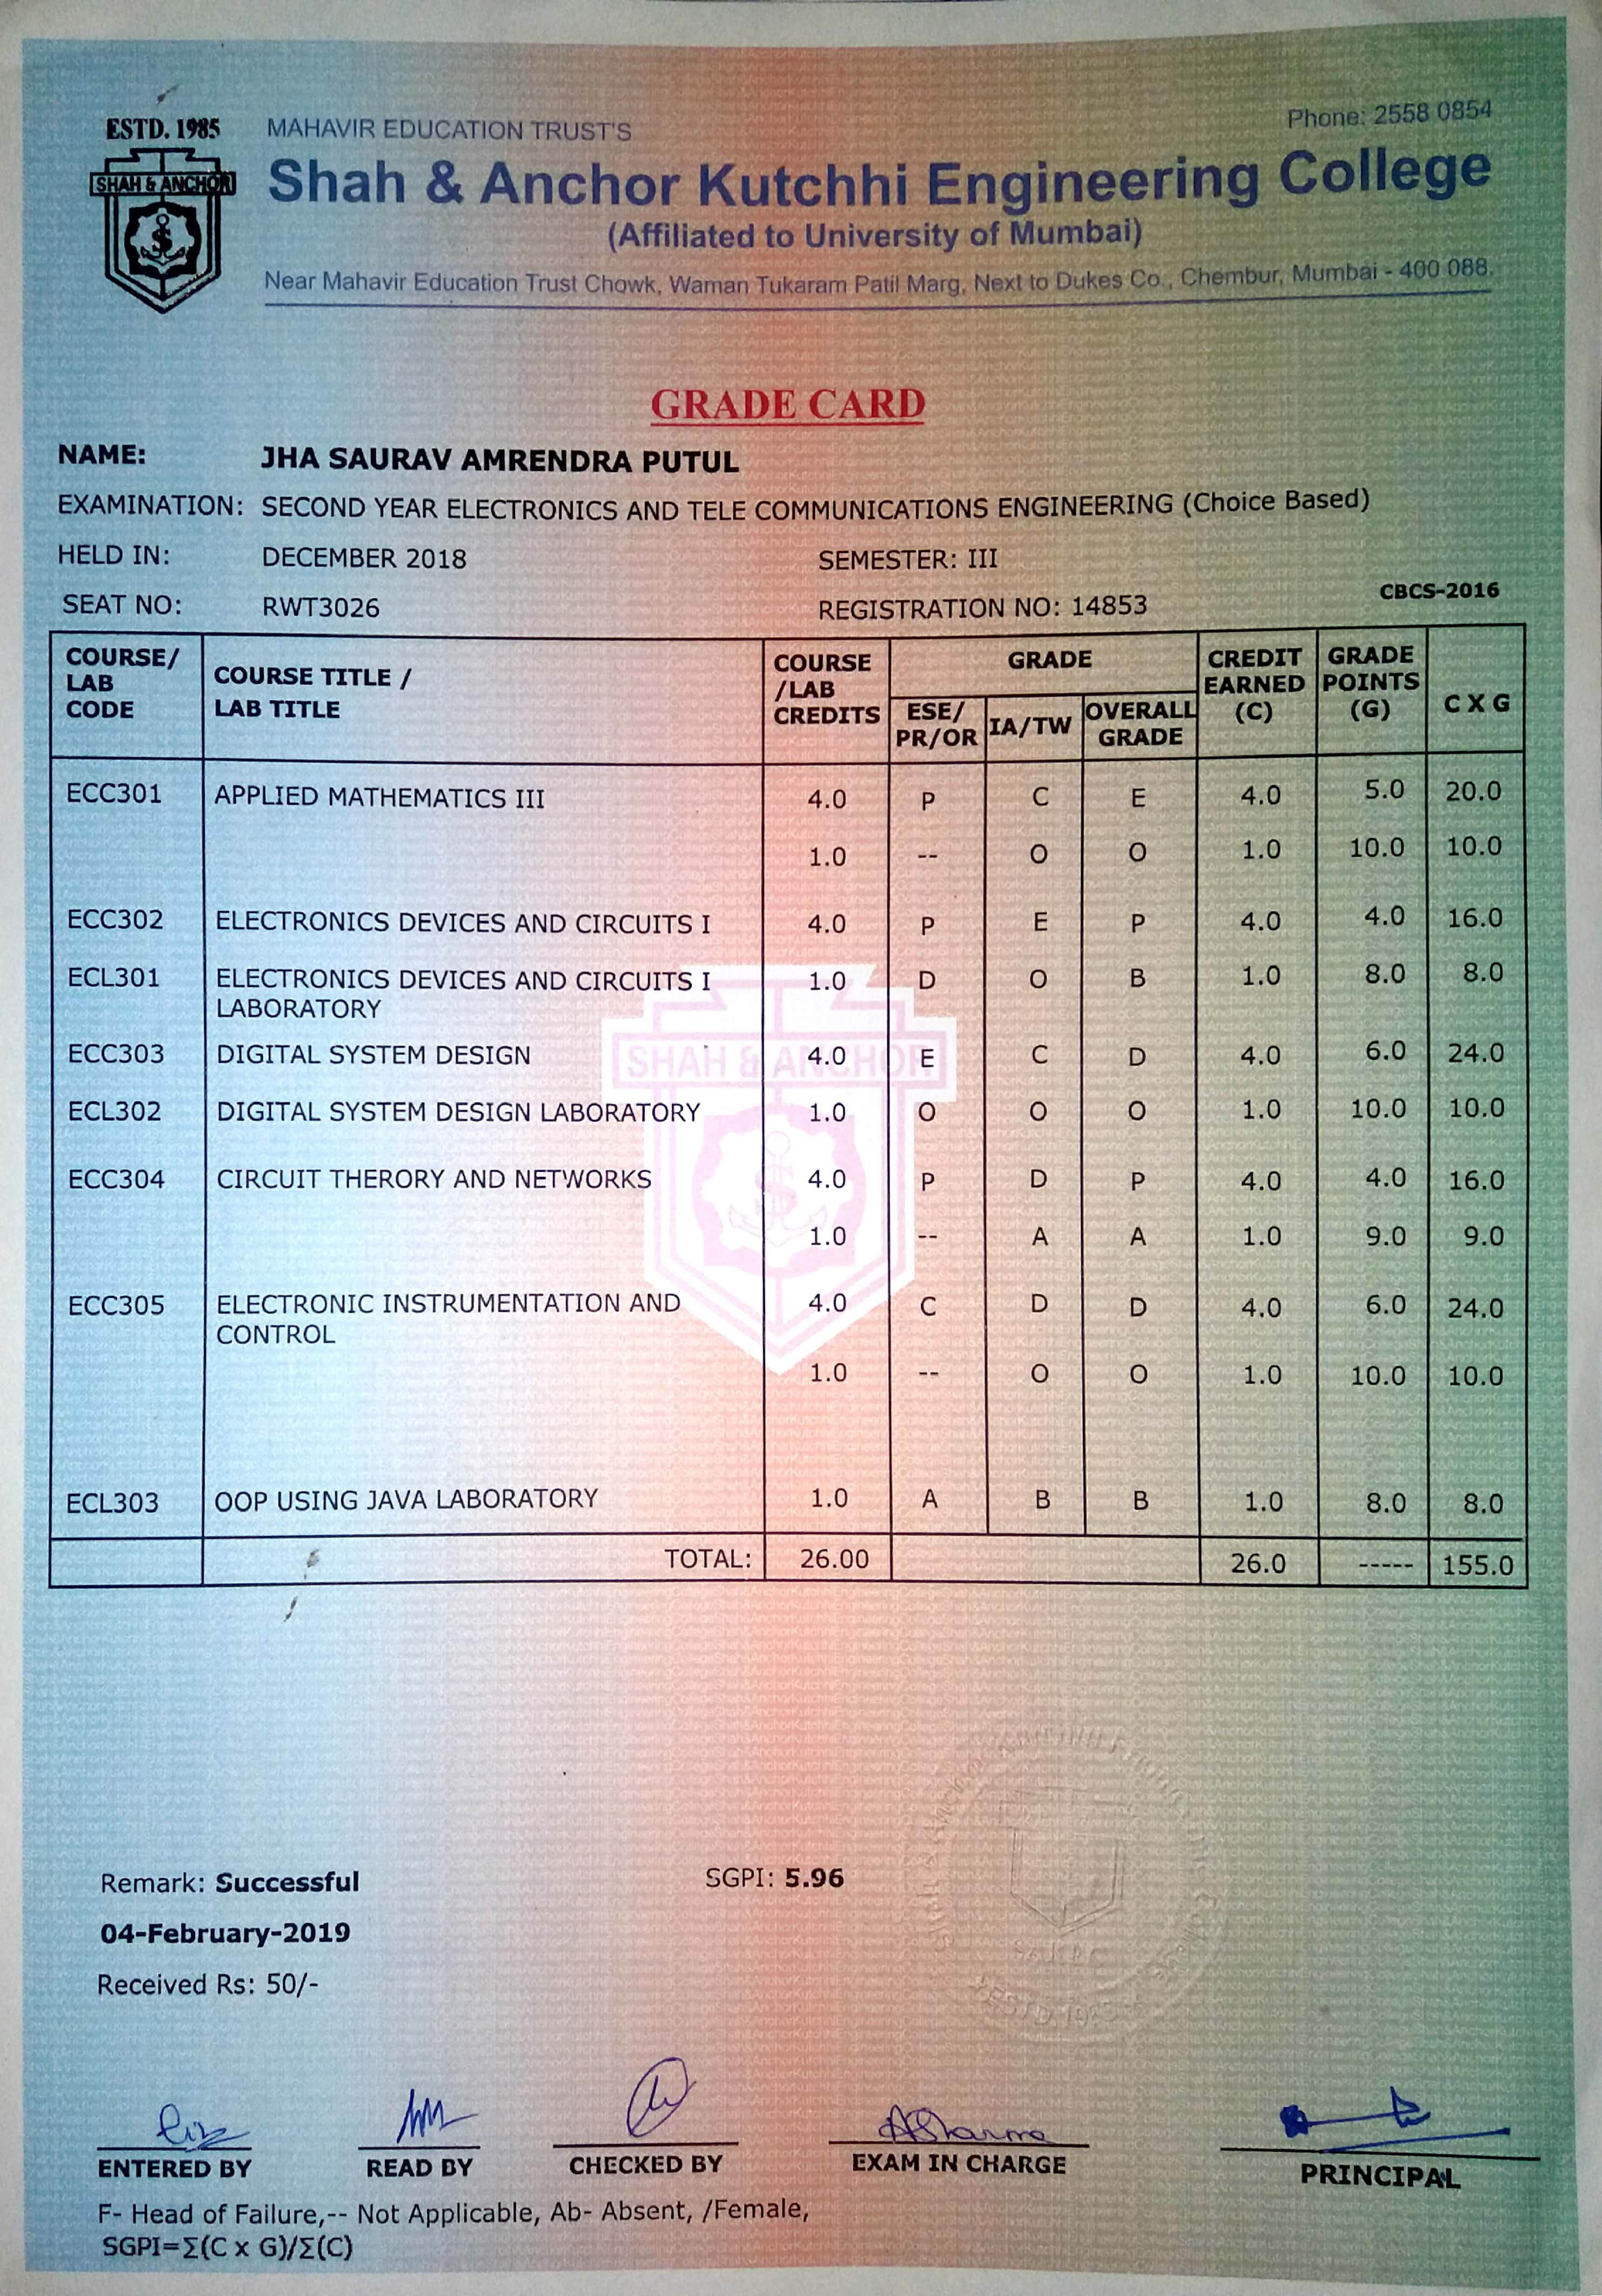 ESTD. 1985
SHAH & ANCHOR
MAHAVIR EDUCATION TRUST'S
Phone: 2558 0854
Shah & Anchor Kutchhi Engineering College
(Affiliated to University of Mumbai)
Near Mahavir Education Trust Chowk, Waman Tukaram Patil Marg, Next to Dukes Co., Chembur, Mumbai - 400 088.
GRADE CARD
NAME: JHA SAURAV AMRENDRA PUTUL
EXAMINATION: SECOND YEAR ELECTRONICS AND TELE COMMUNICATIONS ENGINEERING (Choice Based)
HELD IN: DECEMBER 2018 SEMESTER: III
SEAT NO: RWT3026 REGISTRATION NO: 14853 CBCS-2016
COURSE/ LAB CODE COURSE TITLE / LAB TITLE COURSE /LAB CREDITS GRADE CREDIT EARNED (C) GRADE POINTS (G) C X G
ESE/ PR/OR IA/TW OVERALL GRADE
ECC301 APPLIED MATHEMATICS III 4.0 P C E 4.0 5.0 20.0
1.0 -- O O 1.0 10.0 10.0
ECC302 ELECTRONICS DEVICES AND CIRCUITS I 4.0 P E P 4.0 4.0 16.0
ECL301 ELECTRONICS DEVICES AND CIRCUITS I 1.0 D O B 1.0 8.0 8.0
LABORATORY
ECC303 DIGITAL SYSTEM DESIGN 4.0 E C D 4.0 6.0 24.0
SHAH & ANCHOR
ECL302 DIGITAL SYSTEM DESIGN LABORATORY 1.0 O O O 1.0 10.0 10.0
ECC304 CIRCUIT THERORY AND NETWORKS 4.0 P D P 4.0 4.0 16.0
1.0 -- A A 1.0 9.0 9.0
ECC305 ELECTRONIC INSTRUMENTATION AND 4.0 C D D 4.0 6.0 24.0
CONTROL
1.0 -- O O 1.0 10.0 10.0
ECL303 OOP USING JAVA LABORATORY 1.0 A B B 1.0 8.0 8.0
TOTAL: 26.00 26.0 ----- 155.0
Remark: Successful SGPI: 5.96
04-February-2019
Received Rs: 50/-
ASharma
ENTERED BY READ BY CHECKED BY EXAM IN CHARGE PRINCIPAL
F- Head of Failure,-- Not Applicable, Ab- Absent, /Female,
SGPI=Σ(C x G)/Σ(C)